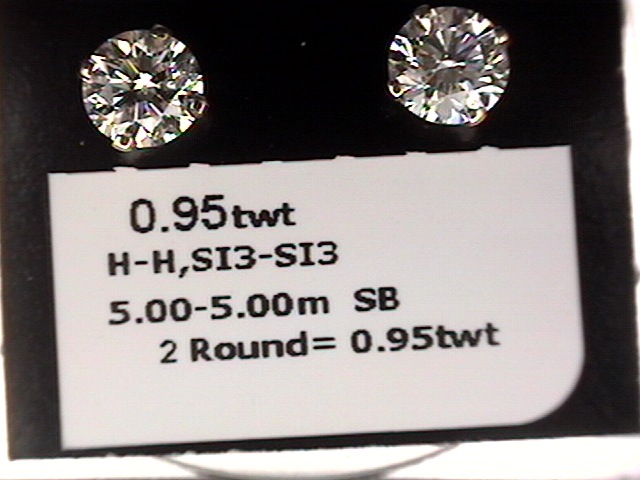 0.95twt
H-H,SI3-SI3
5.00-5.00m SB
2 Round= 0.95twt